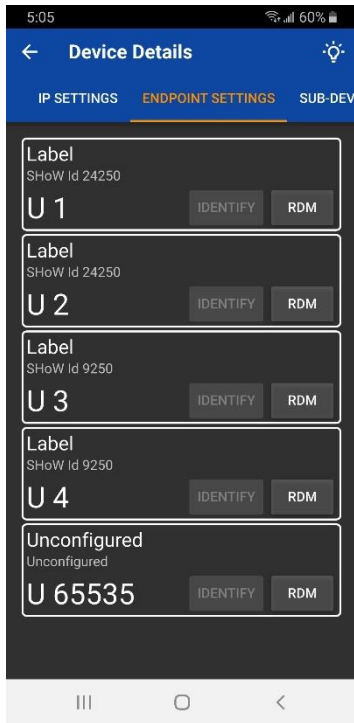 5:05 60%
Device Details
IP SETTINGS ENDPOINT SETTINGS SUB-DEV
Label
SHoW Id 24250
U 1 IDENTIFY RDM
Label
SHoW Id 24250
U 2 IDENTIFY RDM
Label
SHoW Id 9250
U 3 IDENTIFY RDM
Label
SHoW Id 9250
U 4 IDENTIFY RDM
Unconfigured
Unconfigured
U 65535 IDENTIFY RDM